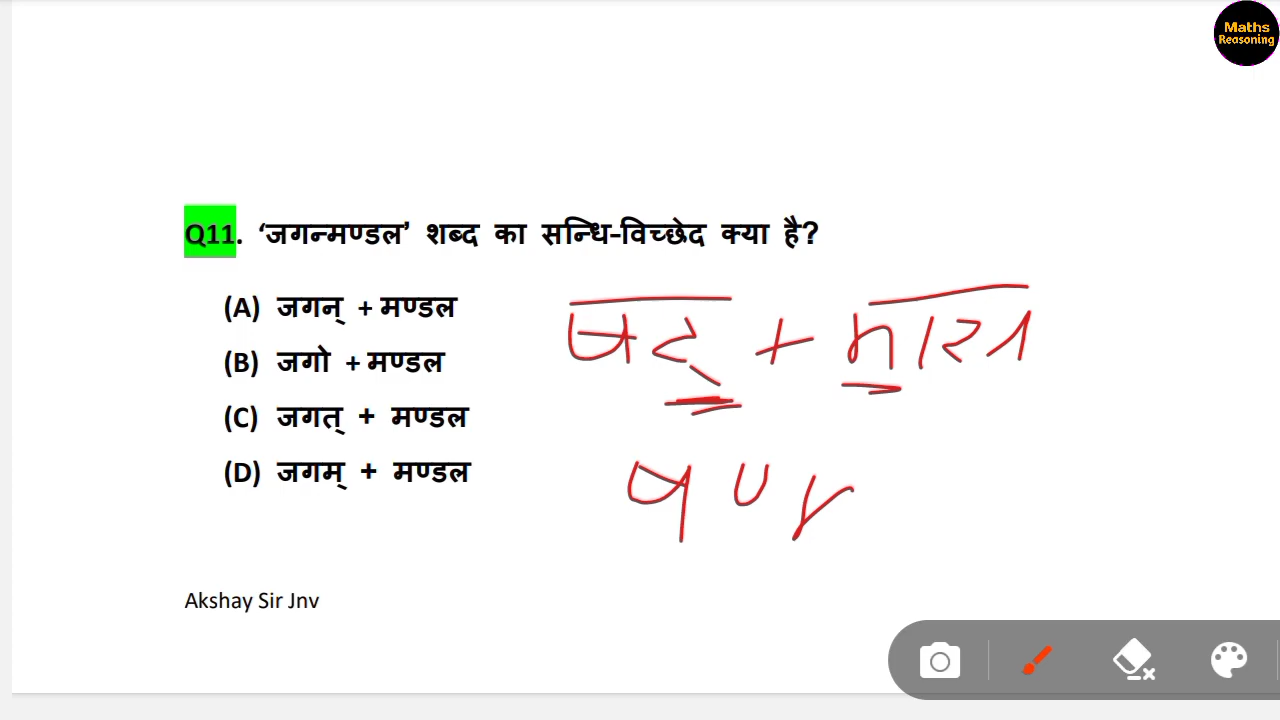 Maths
Reasoning
Q11. ‘जगन्मण्डल’ शब्द का सन्धि-विच्छेद क्या है?
(A) जगन् + मण्डल
(B) जगो + मण्डल
(C) जगत् + मण्डल
(D) जगम् + मण्डल
Akshay Sir Jnv